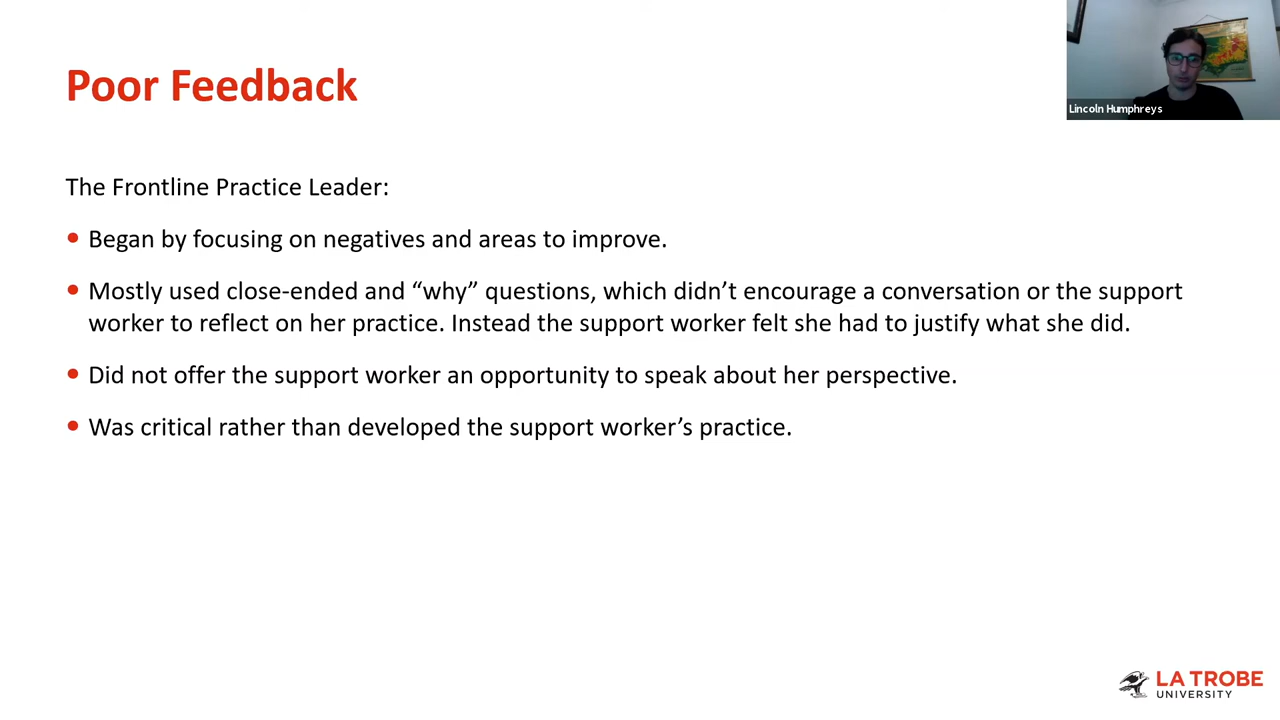 Poor Feedback
Lincoln Humphreys
The Frontline Practice Leader:
• Began by focusing on negatives and areas to improve.
• Mostly used close-ended and “why” questions, which didn’t encourage a conversation or the support
worker to reflect on her practice. Instead the support worker felt she had to justify what she did.
• Did not offer the support worker an opportunity to speak about her perspective.
• Was critical rather than developed the support worker’s practice.
LA TROBE
UNIVERSITY